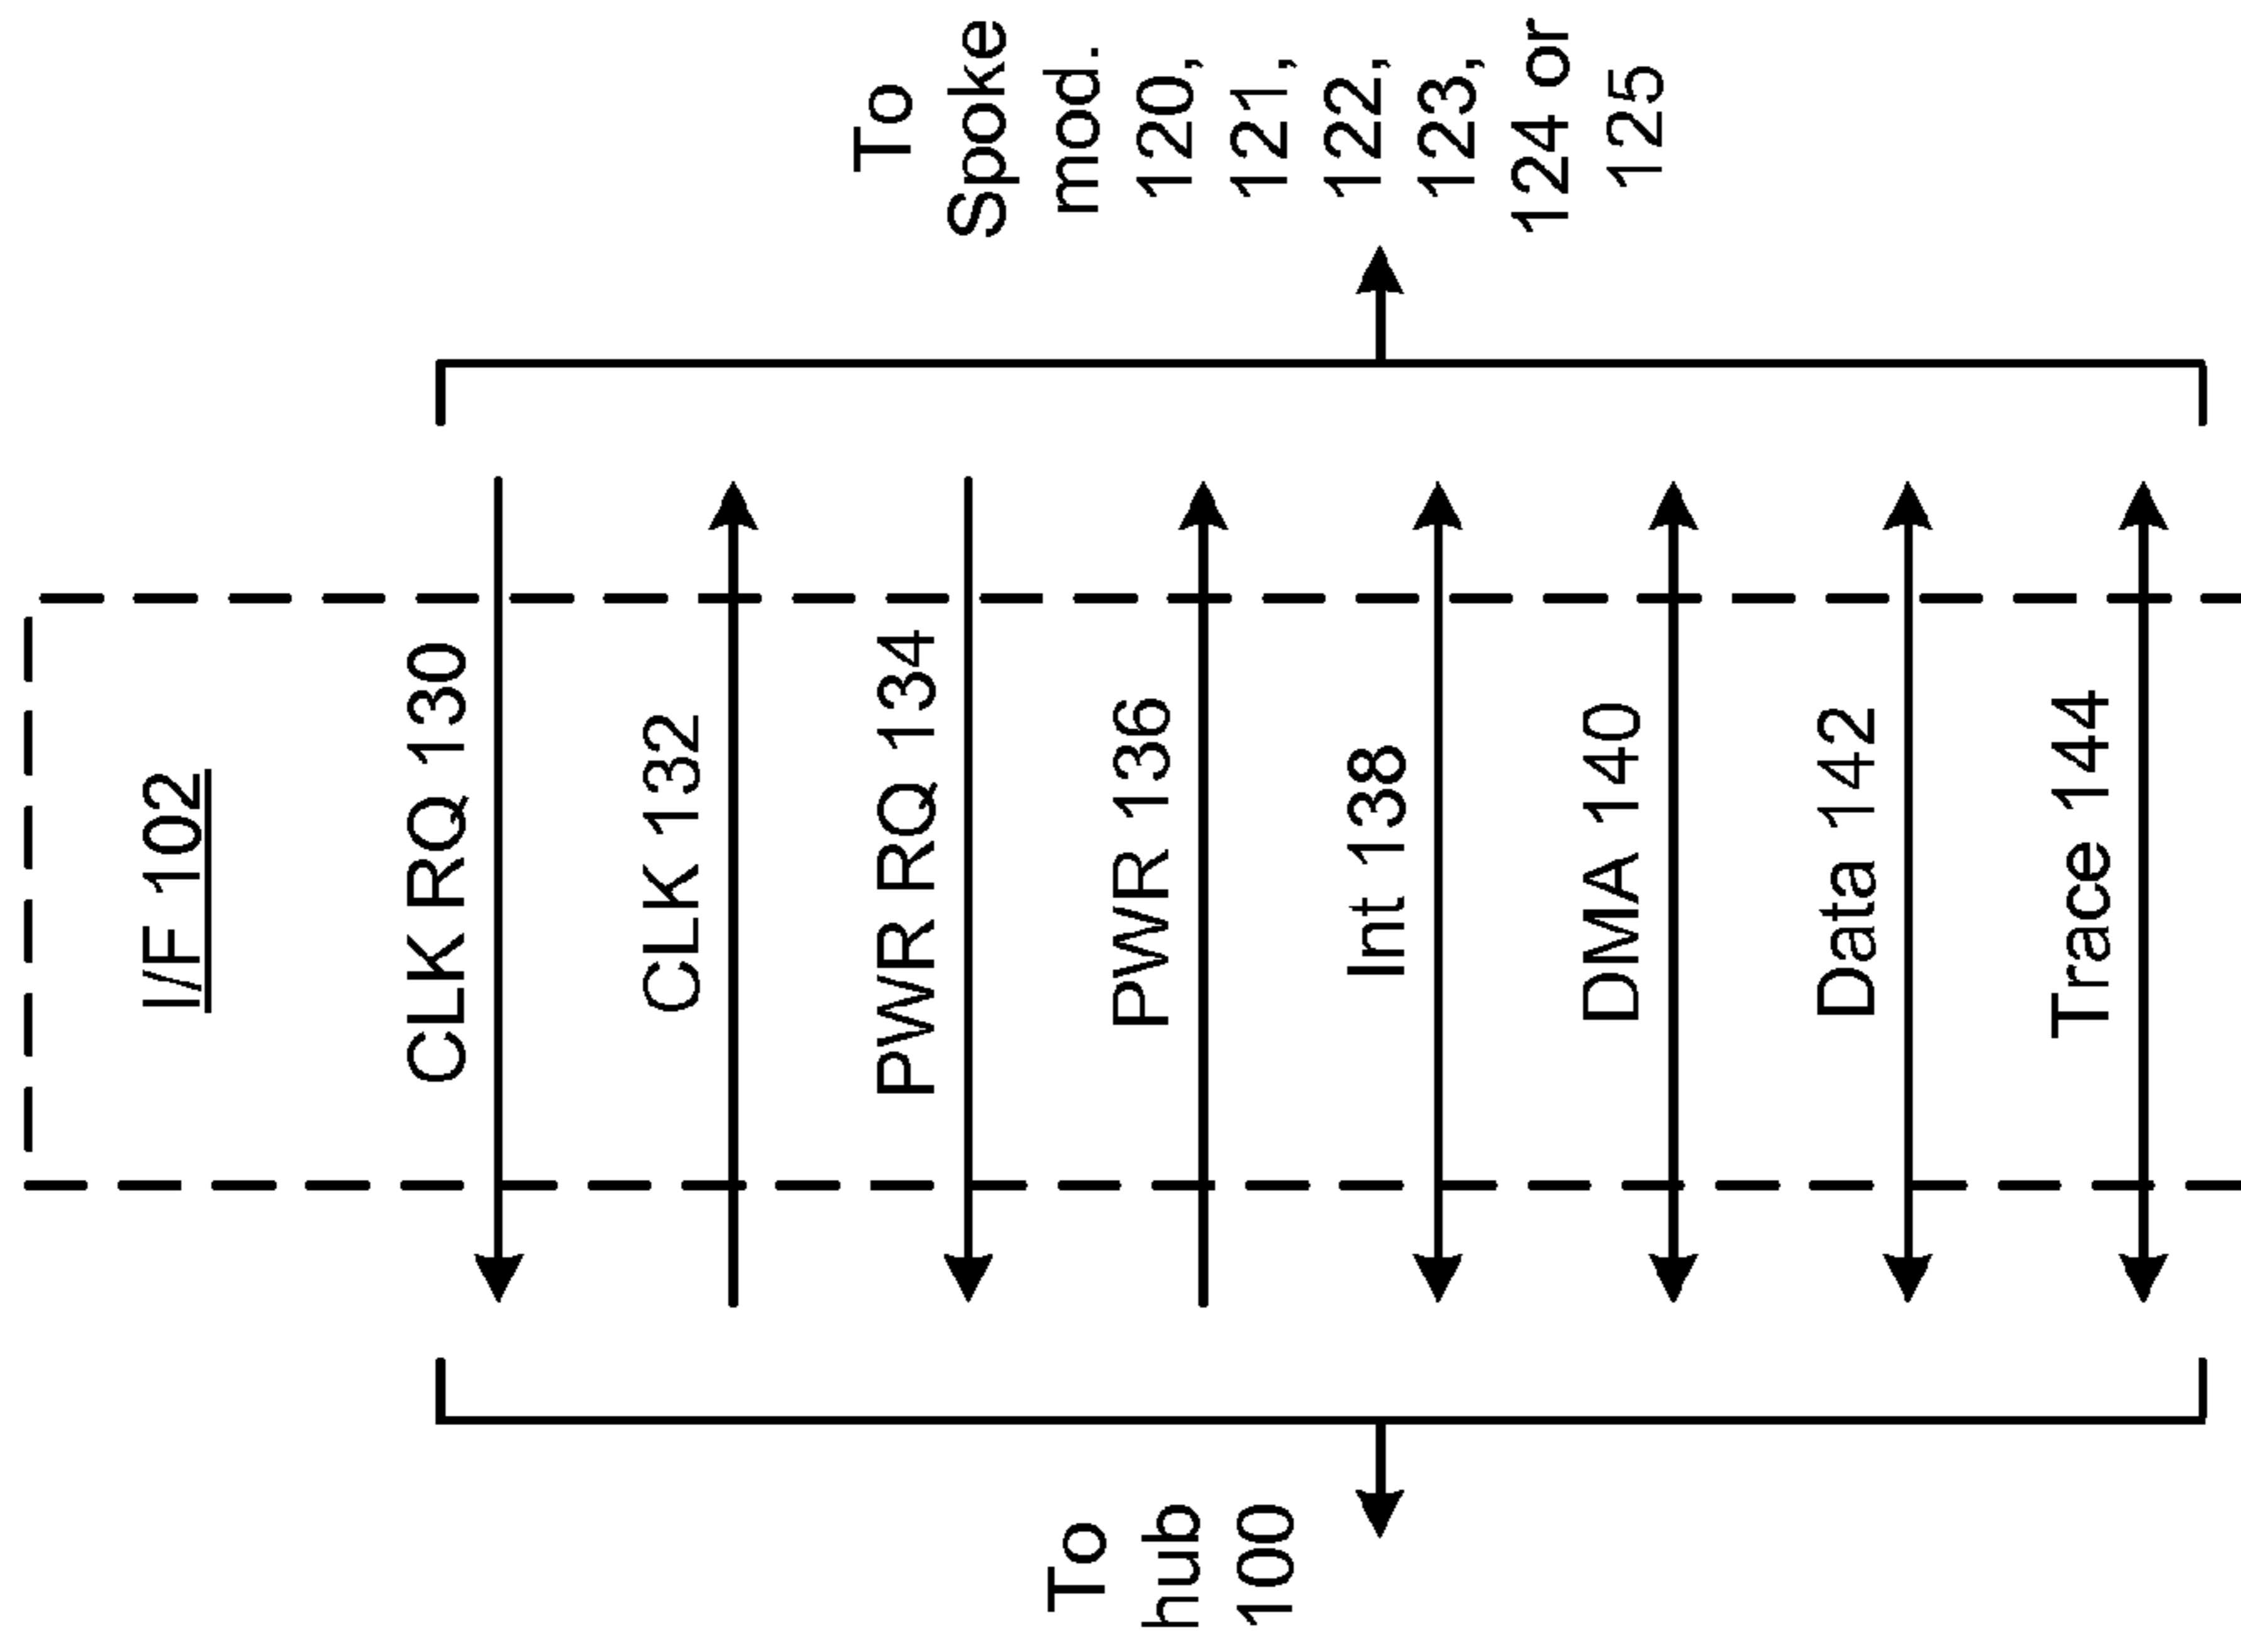 I/F 102
CLK RQ 130
CLK 132
PWR RQ 134
PWR 136
Int 138
DMA 140
Data 142
Trace 144
To
hub
100
To
Spoke
mod.
120,
121,
122,
123,
124 or
125